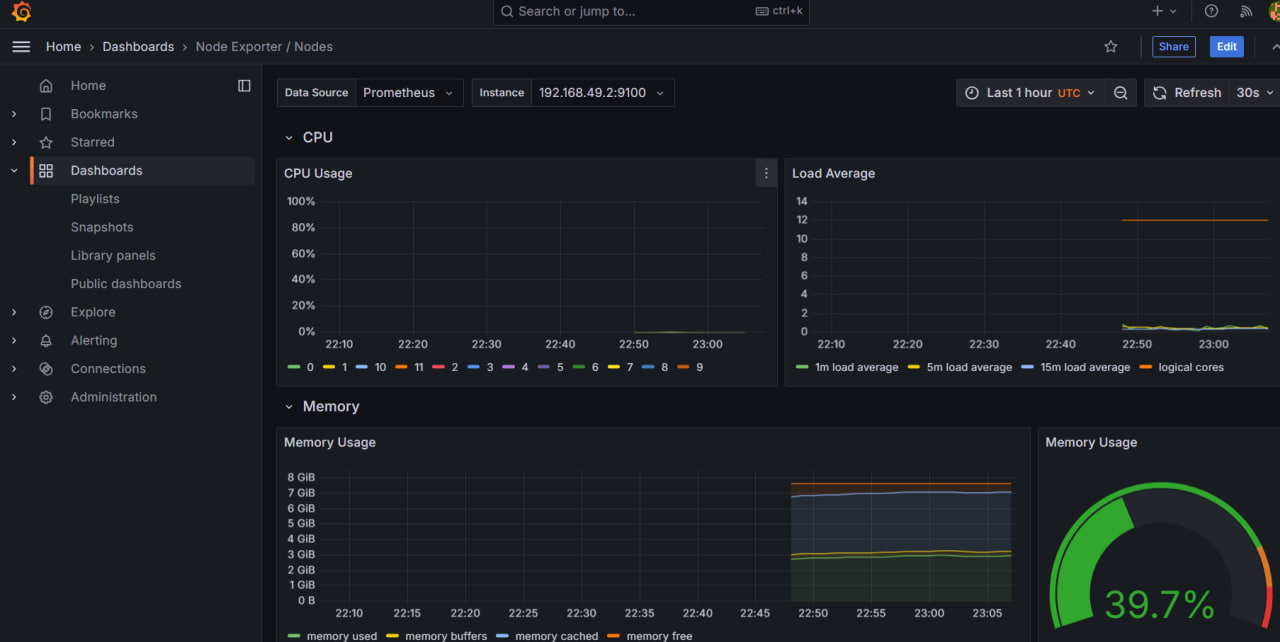 Search or jump to... ctrl+k
Home › Dashboards › Node Exporter / Nodes Share Edit
Home
Bookmarks
Starred
Dashboards
Playlists
Snapshots
Library panels
Public dashboards
Explore
Alerting
Connections
Administration
Data Source Prometheus Instance 192.168.49.2:9100 Last 1 hour UTC Refresh 30s
CPU
CPU Usage
100%
80%
60%
40%
20%
0%
22:10 22:20 22:30 22:40 22:50 23:00
0 1 10 11 2 3 4 5 6 7 8 9
Load Average
14
12
10
8
6
4
2
0
22:10 22:20 22:30 22:40 22:50 23:00
1m load average 5m load average 15m load average logical cores
Memory
Memory Usage
8 GiB
7 GiB
6 GiB
5 GiB
4 GiB
3 GiB
2 GiB
1 GiB
0 B
22:10 22:15 22:20 22:25 22:30 22:35 22:40 22:45 22:50 22:55 23:00 23:05
memory used memory buffers memory cached memory free
Memory Usage
39.7%